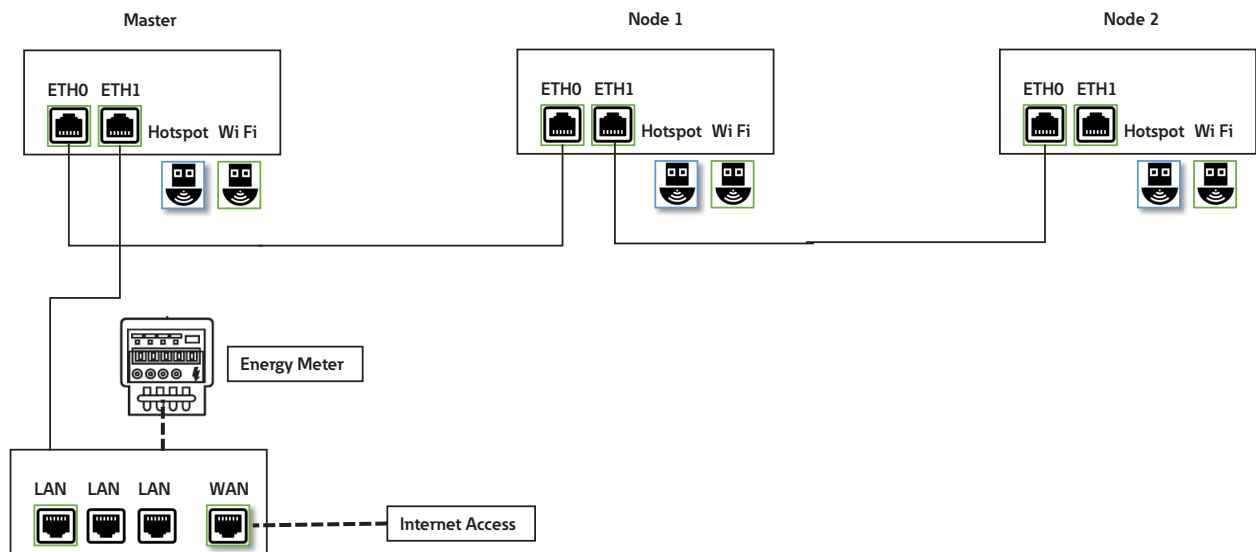 Master
Node 1
Node 2
ETH0 ETH1
Hotspot Wi Fi
ETH0 ETH1
Hotspot Wi Fi
ETH0 ETH1
Hotspot Wi Fi
Energy Meter
LAN LAN LAN WAN
Internet Access